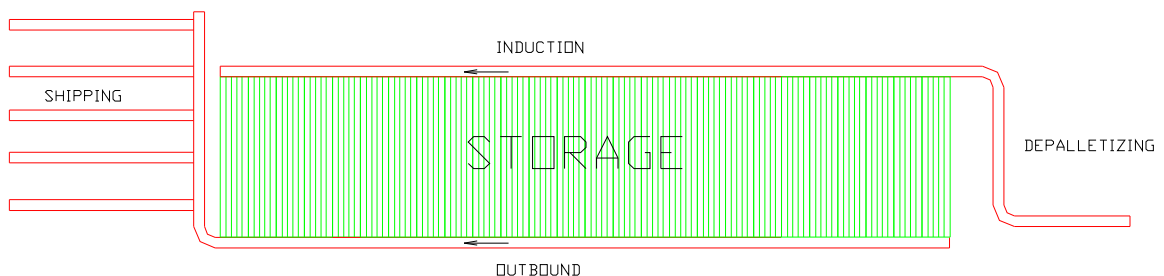 INDUCTION
SHIPPING
STORAGE
DEPALLETIZING
OUTBOUND